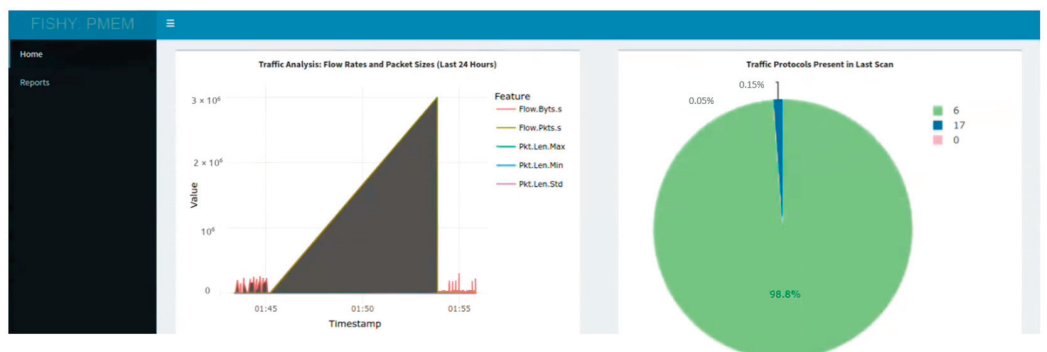 FISHY PMEM
☰
Home
Reports
Traffic Analysis: Flow Rates and Packet Sizes (Last 24 Hours)
Feature
Flow.Byts.s
Flow.Pkts.s
Pkt.Len.Max
Pkt.Len.Min
Pkt.Len.Std
Value
3 × 10⁶
2 × 10⁶
10⁶
0
01:45
01:50
01:55
Timestamp
Traffic Protocols Present in Last Scan
0.15%
0.05%
98.8%
6
17
0